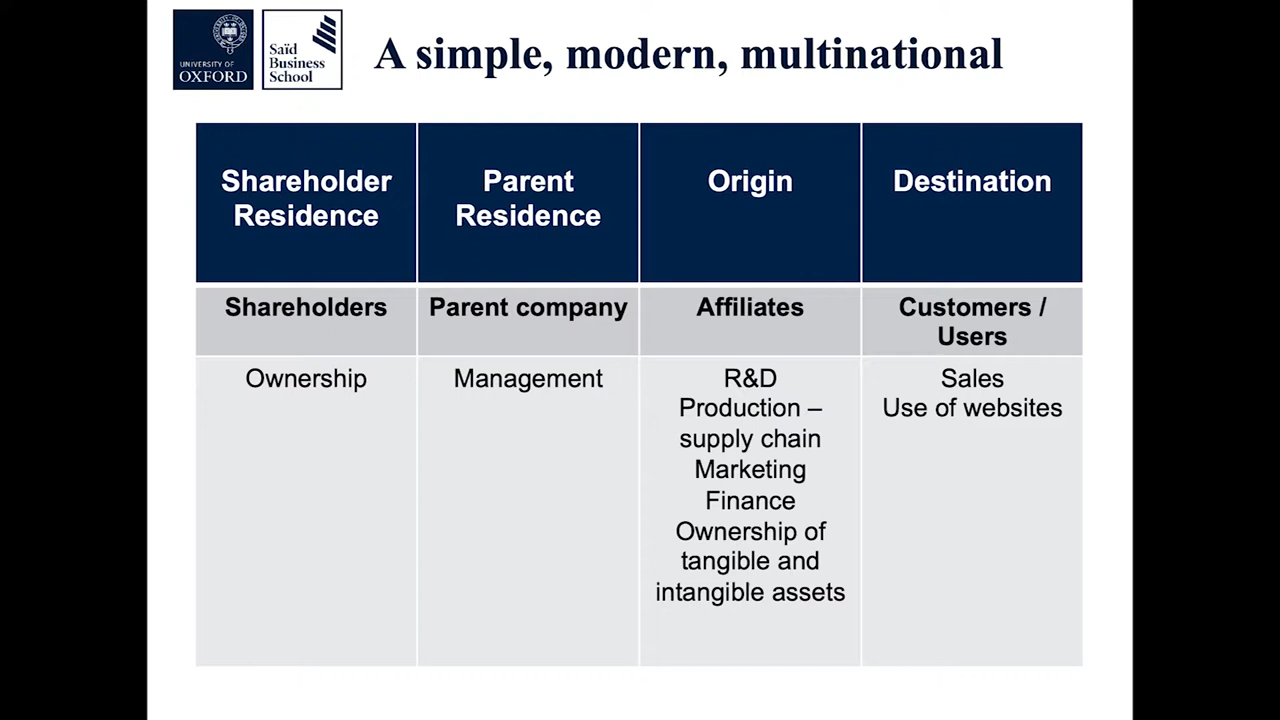 UNIVERSITY OF
OXFORD
Saïd
Business
School
A simple, modern, multinational
Shareholder
Residence
Parent
Residence
Origin
Destination
Shareholders
Parent company
Affiliates
Customers /
Users
Ownership
Management
R&D
Production –
supply chain
Marketing
Finance
Ownership of
tangible and
intangible assets
Sales
Use of websites